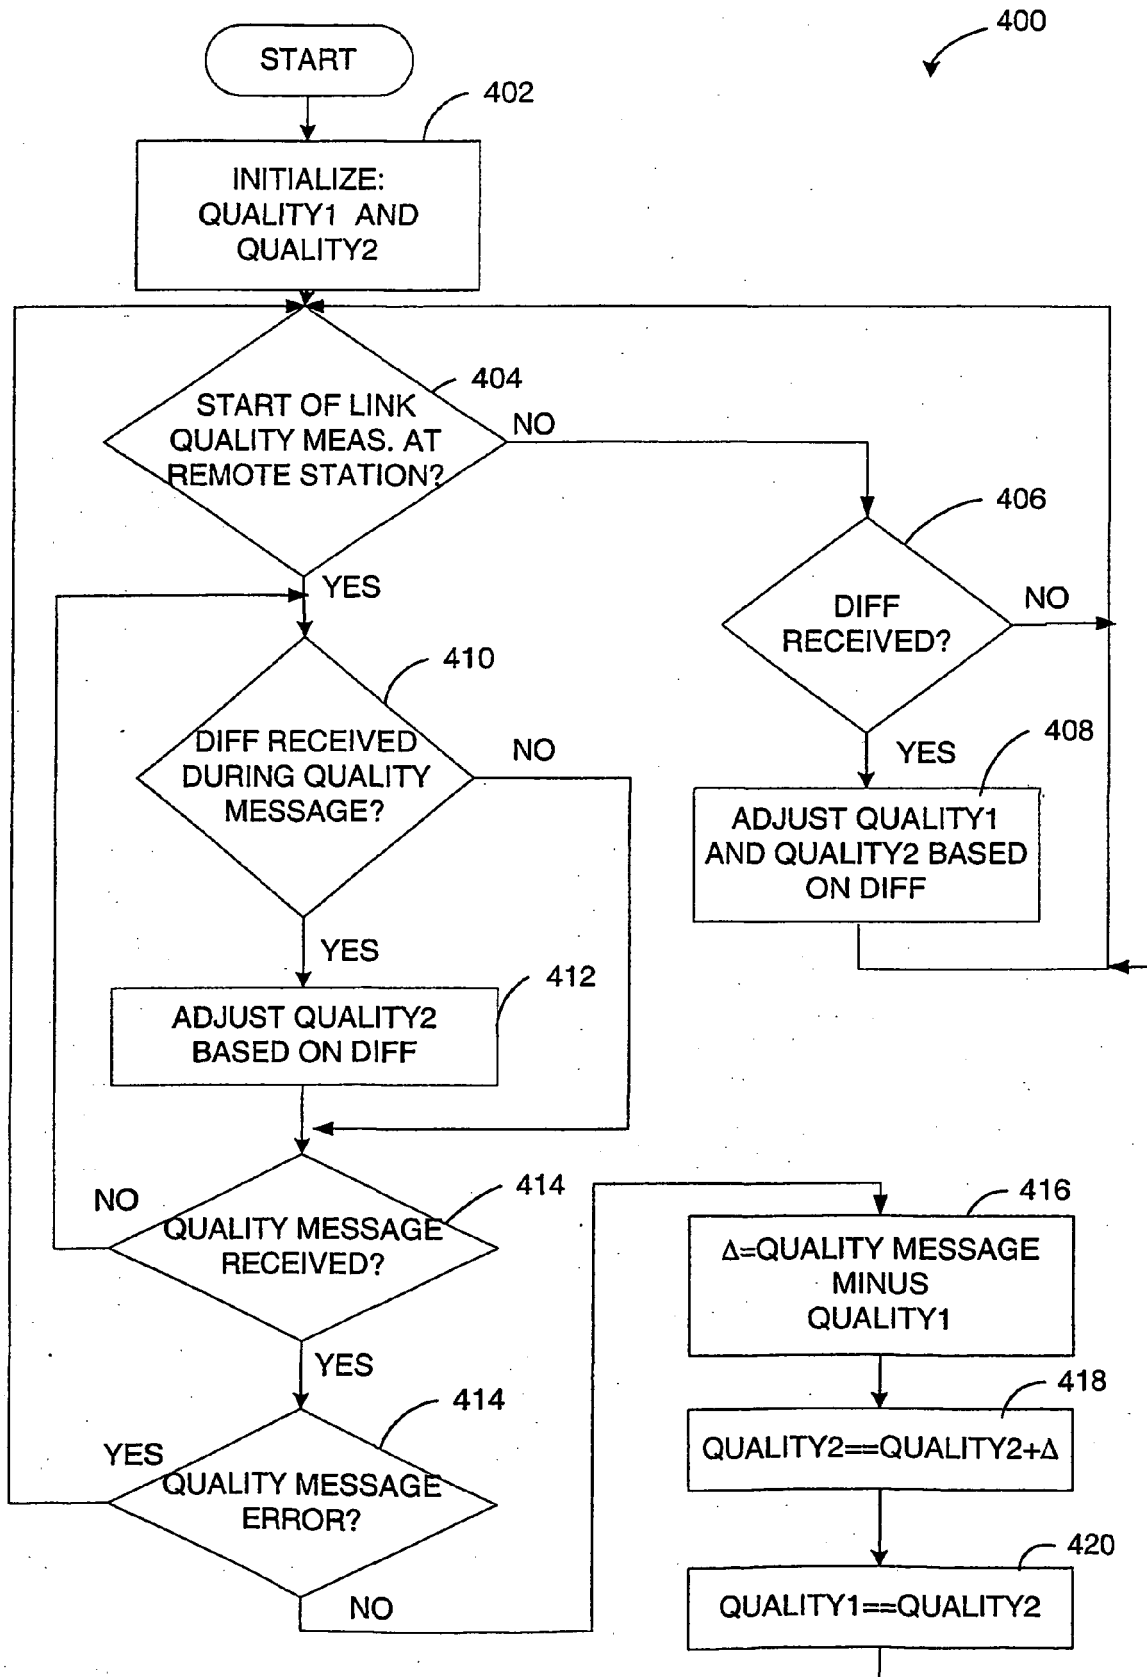 400
START
402
INITIALIZE:
QUALITY1 AND
QUALITY2
404
START OF LINK
QUALITY MEAS. AT
REMOTE STATION?
NO
YES
406
DIFF
RECEIVED?
NO
YES
408
ADJUST QUALITY1
AND QUALITY2 BASED
ON DIFF
410
DIFF RECEIVED
DURING QUALITY
MESSAGE?
NO
YES
412
ADJUST QUALITY2
BASED ON DIFF
414
QUALITY MESSAGE
RECEIVED?
NO
YES
414
QUALITY MESSAGE
ERROR?
YES
NO
416
Δ=QUALITY MESSAGE
MINUS
QUALITY1
418
QUALITY2==QUALITY2+Δ
420
QUALITY1==QUALITY2